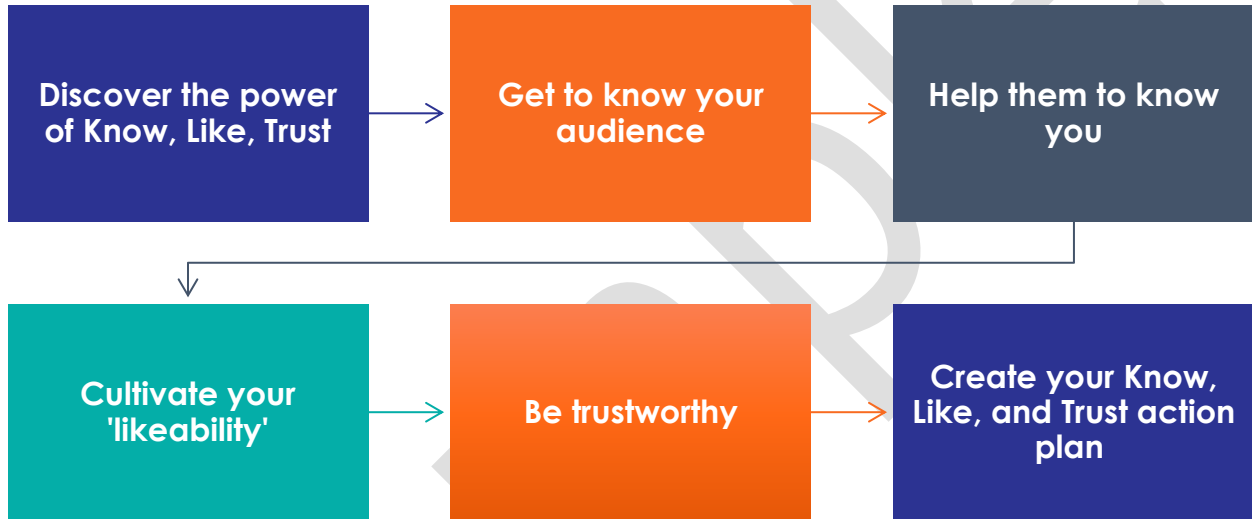 Discover the power
of Know, Like, Trust
Get to know your
audience
Help them to know
you
Cultivate your
'likeability'
Be trustworthy
Create your Know,
Like, and Trust action
plan